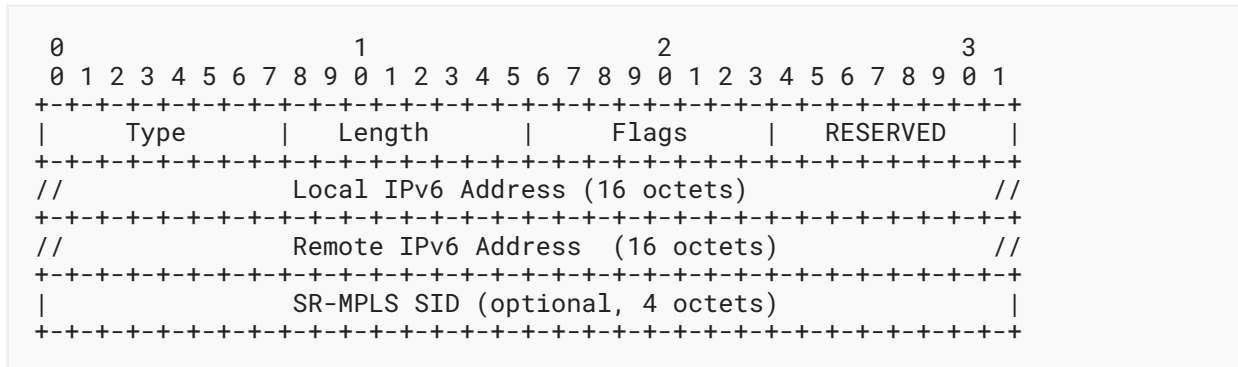 0                   1                   2                   3
 0 1 2 3 4 5 6 7 8 9 0 1 2 3 4 5 6 7 8 9 0 1 2 3 4 5 6 7 8 9 0 1
+-+-+-+-+-+-+-+-+-+-+-+-+-+-+-+-+-+-+-+-+-+-+-+-+-+-+-+-+-+-+-+-+
|     Type      |   Length      |     Flags     |   RESERVED    |
+-+-+-+-+-+-+-+-+-+-+-+-+-+-+-+-+-+-+-+-+-+-+-+-+-+-+-+-+-+-+-+-+
//               Local IPv6 Address (16 octets)                //
+-+-+-+-+-+-+-+-+-+-+-+-+-+-+-+-+-+-+-+-+-+-+-+-+-+-+-+-+-+-+-+-+
//               Remote IPv6 Address  (16 octets)              //
+-+-+-+-+-+-+-+-+-+-+-+-+-+-+-+-+-+-+-+-+-+-+-+-+-+-+-+-+-+-+-+-+
|                SR-MPLS SID (optional, 4 octets)               |
+-+-+-+-+-+-+-+-+-+-+-+-+-+-+-+-+-+-+-+-+-+-+-+-+-+-+-+-+-+-+-+-+